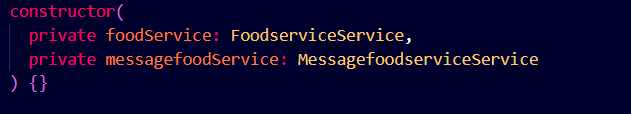 constructor(
private foodService: FoodserviceService,
private messagefoodService: MessagefoodserviceService
) {}